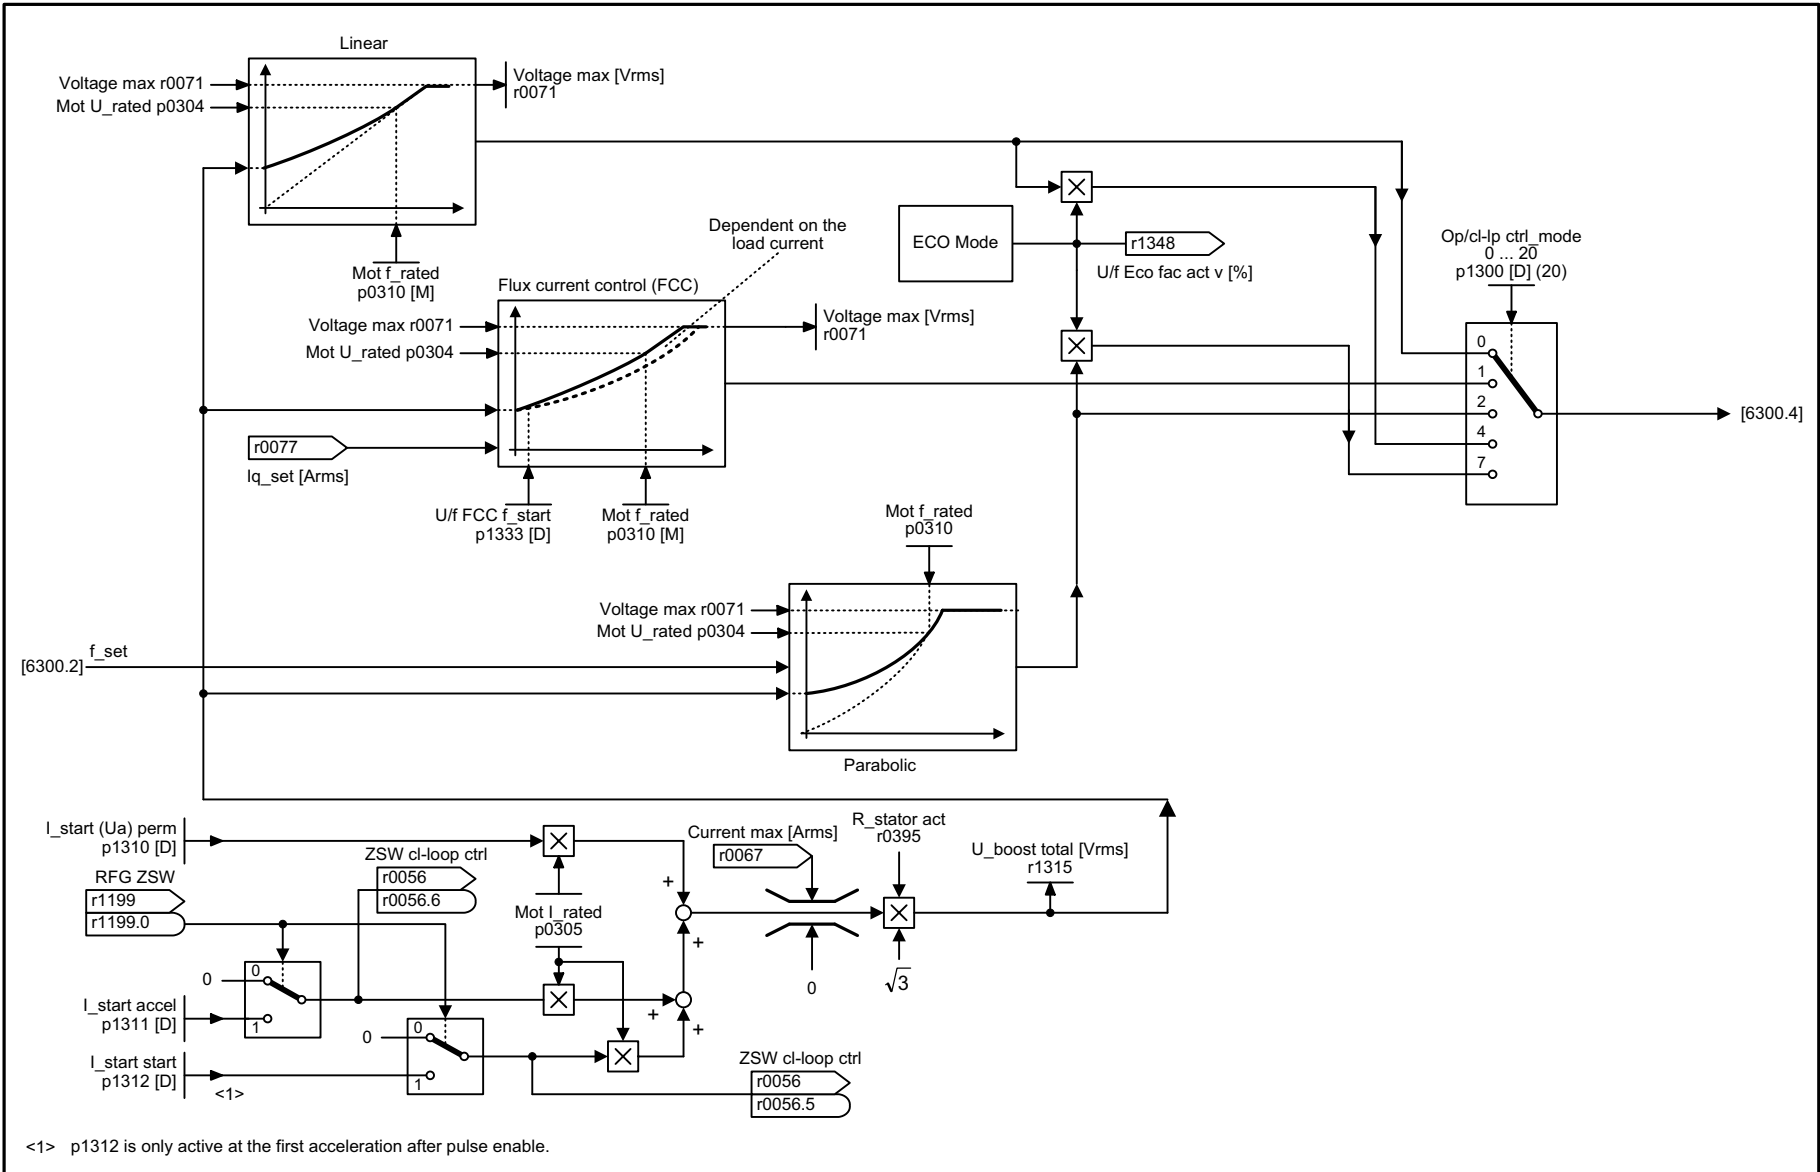 Linear
Voltage max r0071
Mot U_rated p0304
Voltage max [Vrms]
r0071
Mot f_rated
p0310 [M]
Dependent on the
load current
ECO Mode
r1348
U/f Eco fac act v [%]
Op/cl-lp ctrl_mode
0 ... 20
p1300 [D] (20)
Flux current control (FCC)
Voltage max r0071
Mot U_rated p0304
Voltage max [Vrms]
r0071
r0077
Iq_set [Arms]
U/f FCC f_start
p1333 [D]
Mot f_rated
p0310 [M]
0
1
2
4
7
[6300.4]
Mot f_rated
p0310
Voltage max r0071
Mot U_rated p0304
[6300.2]
f_set
Parabolic
I_start (Ua) perm
p1310 [D]
RFG ZSW
r1199
r1199.0
ZSW cl-loop ctrl
r0056
r0056.6
Mot I_rated
p0305
+
+
+
+
Current max [Arms]
r0067
0
R_stator act
r0395
√3
U_boost total [Vrms]
r1315
0
0
1
I_start accel
p1311 [D]
0
0
1
I_start start
p1312 [D]
<1>
ZSW cl-loop ctrl
r0056
r0056.5
<1> p1312 is only active at the first acceleration after pulse enable.